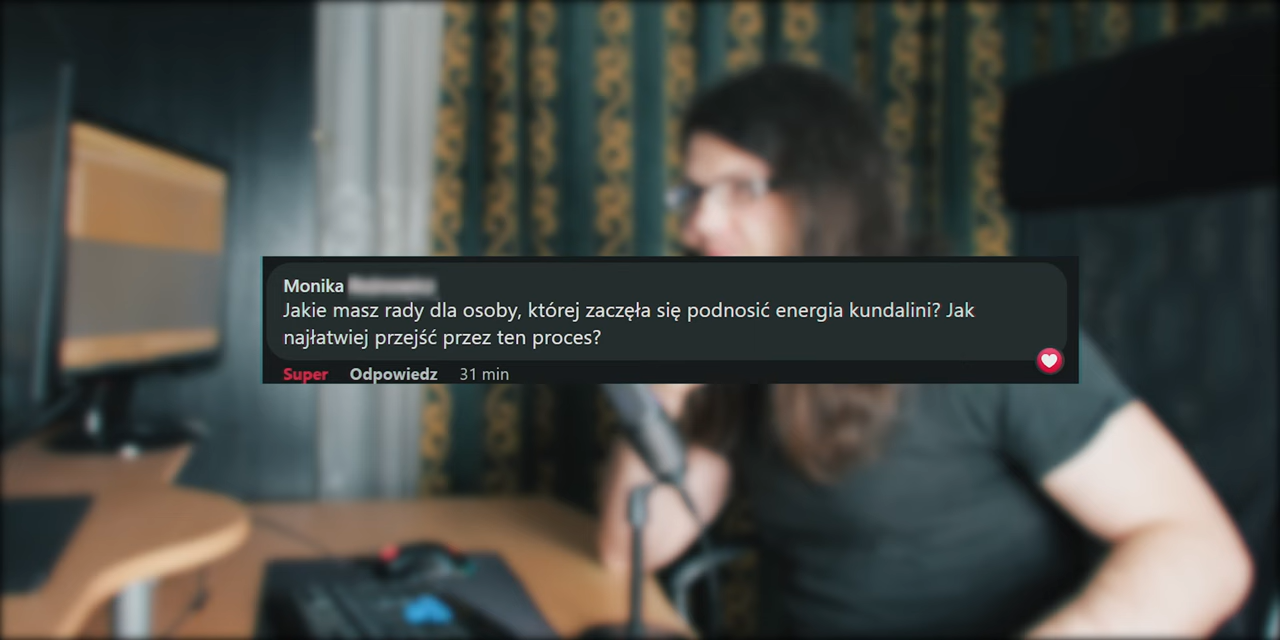 Monika
Jakie masz rady dla osoby, której zaczęła się podnosić energia kundalini? Jak
najłatwiej przejść przez ten proces?
Super Odpowiedz 31 min